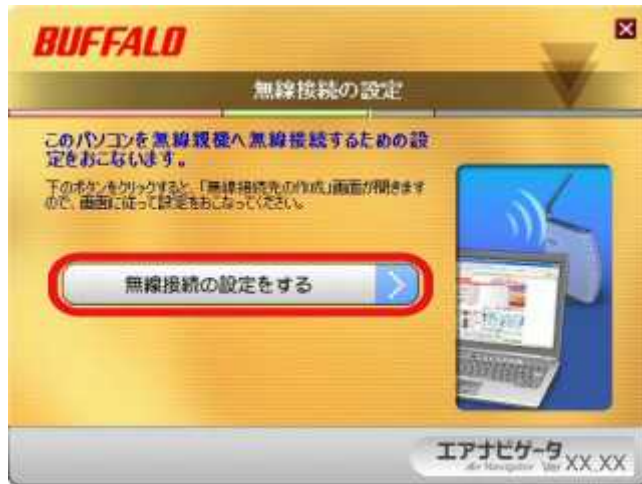 BUFFALO
無線接続の設定
このパソコンを無線親機へ無線接続するための設
定をおこないます。
下のボタンをクリックすると、「無線接続先の作成」画面が開きます
ので、画面に従って設定をおこなってください。
無線接続の設定をする
エアナビゲータ
Air Navigator Ver XX.XX